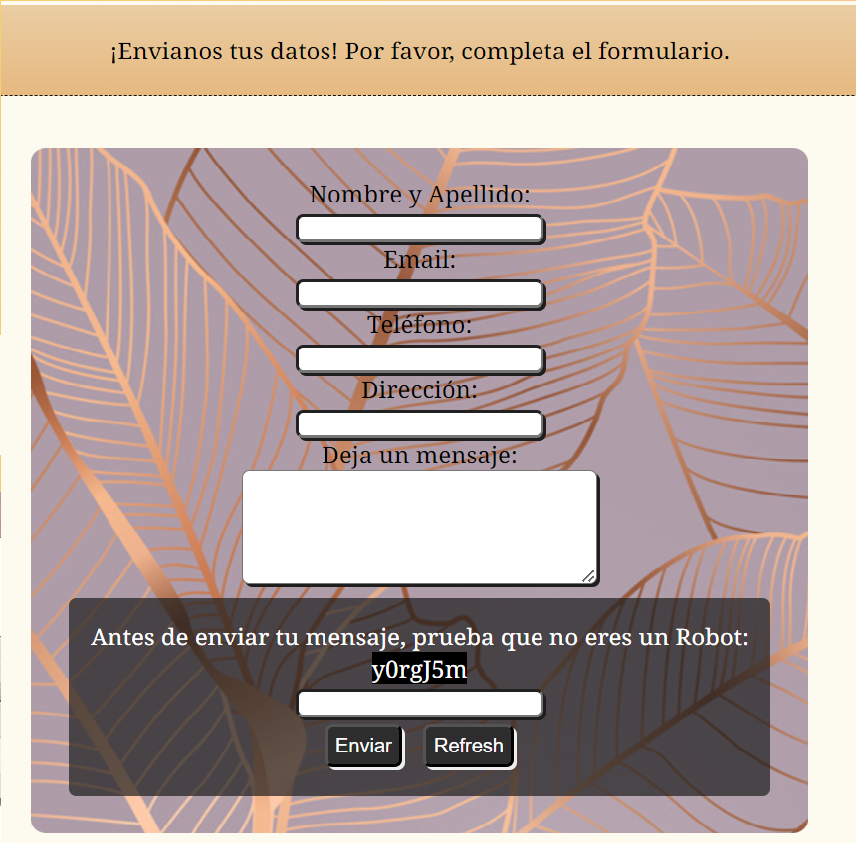 ¡Envianos tus datos! Por favor, completa el formulario.
Nombre y Apellido:
Email:
Teléfono:
Dirección:
Deja un mensaje:
Antes de enviar tu mensaje, prueba que no eres un Robot:
y0rgJ5m
Enviar Refresh